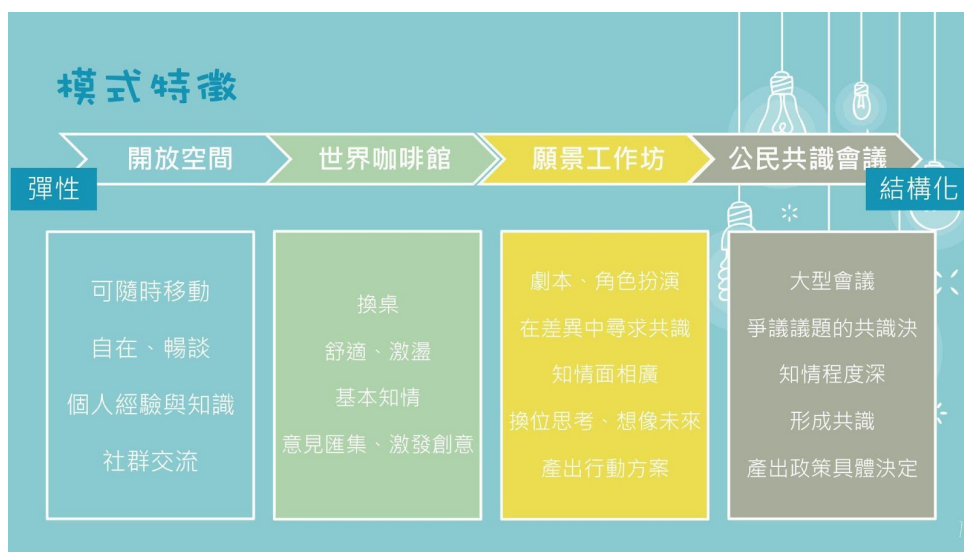 模式特徵
開放空間
世界咖啡館
願景工作坊
公民共識會議
彈性
結構化
可隨時移動
自在、暢談
個人經驗與知識
社群交流
換桌
舒適、激盪
基本知情
意見匯集、激發創意
劇本、角色扮演
在差異中尋求共識
知情面相廣
換位思考、想像未來
產出行動方案
大型會議
爭議議題的共識決
知情程度深
形成共識
產出政策具體決定